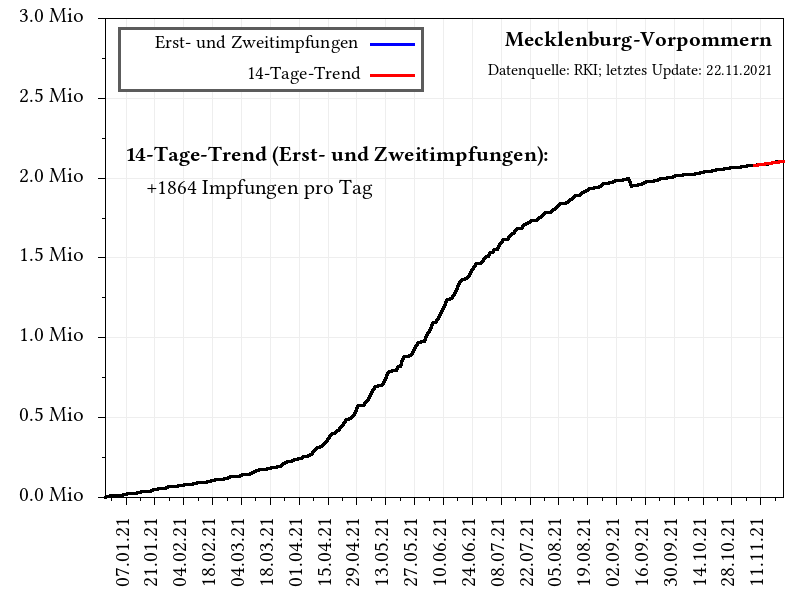 3.0 Mio
2.5 Mio
2.0 Mio
1.5 Mio
1.0 Mio
0.5 Mio
0.0 Mio
Erst- und Zweitimpfungen
14-Tage-Trend
Mecklenburg-Vorpommern
Datenquelle: RKI; letztes Update: 22.11.2021
14-Tage-Trend (Erst- und Zweitimpfungen):
+1864 Impfungen pro Tag
07.01.21
21.01.21
04.02.21
18.02.21
04.03.21
18.03.21
01.04.21
15.04.21
29.04.21
13.05.21
27.05.21
10.06.21
24.06.21
08.07.21
22.07.21
05.08.21
19.08.21
02.09.21
16.09.21
30.09.21
14.10.21
28.10.21
11.11.21